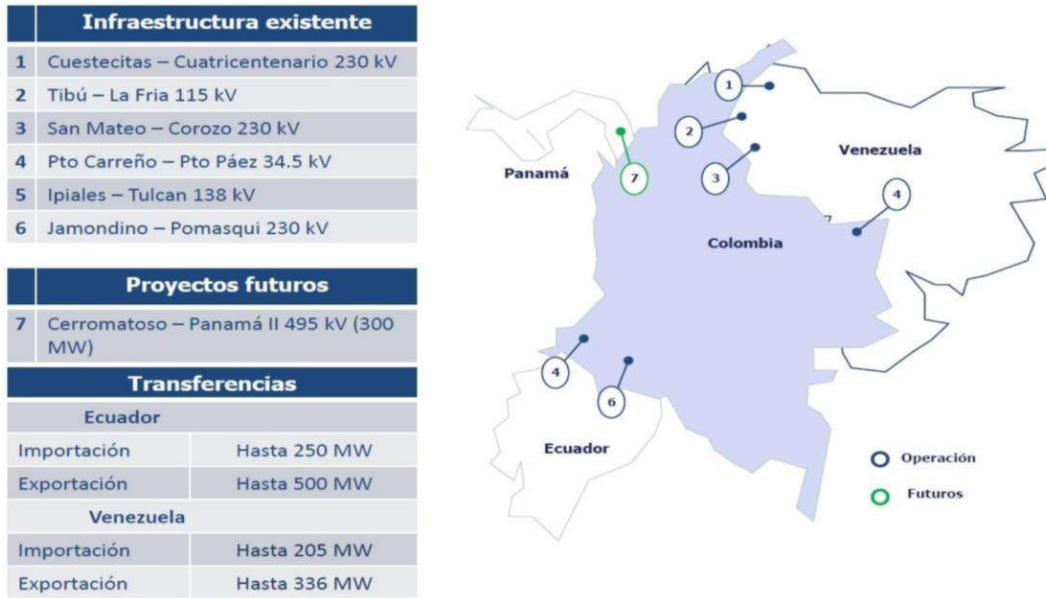 Infraestructura existente
1 Cuestecitas – Cuatricentenario 230 kV
2 Tibú – La Fria 115 kV
3 San Mateo – Corozo 230 kV
4 Pto Carreño – Pto Páez 34.5 kV
5 Ipiales – Tulcan 138 kV
6 Jamondino – Pomasqui 230 kV
Proyectos futuros
7 Cerromatoso – Panamá II 495 kV (300
MW)
Transferencias
Ecuador
Importación Hasta 250 MW
Exportación Hasta 500 MW
Venezuela
Importación Hasta 205 MW
Exportación Hasta 336 MW
1
2
3
Panamá
7
Venezuela
4
Colombia
4
6
Ecuador
Operación
Futuros